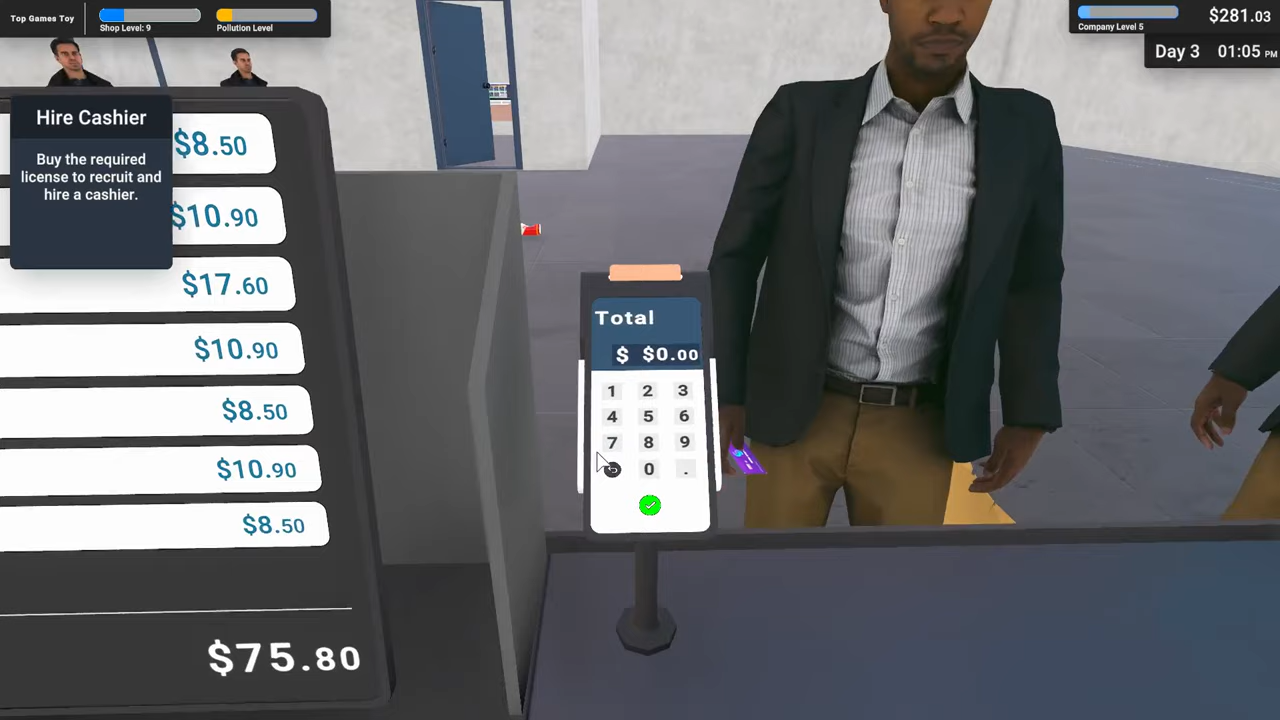 Top Games Toy
Shop Level: 9
Pollution Level
Company Level 5
$281.03
Day 3 01:05 PM
Hire Cashier
Buy the required
license to recruit and
hire a cashier.
$8.50
$10.90
$17.60
$10.90
$8.50
$10.90
$8.50
$75.80
Total
$ $0.00
1 2 3
4 5 6
7 8 9
0 .